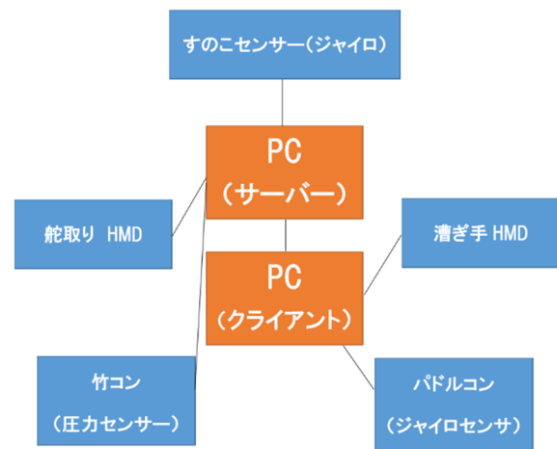 すのこセンサー(ジャイロ)
PC
(サーバー)
舵取り HMD
漕ぎ手 HMD
PC
(クライアント)
竹コン
(圧力センサー)
パドルコン
(ジャイロセンサ)